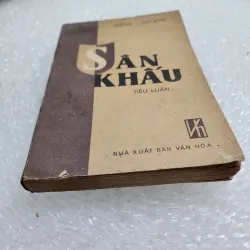 SÂN
KHẤU
TIỂU LUẬN
NHÀ XUẤT BẢN VĂN HÓA